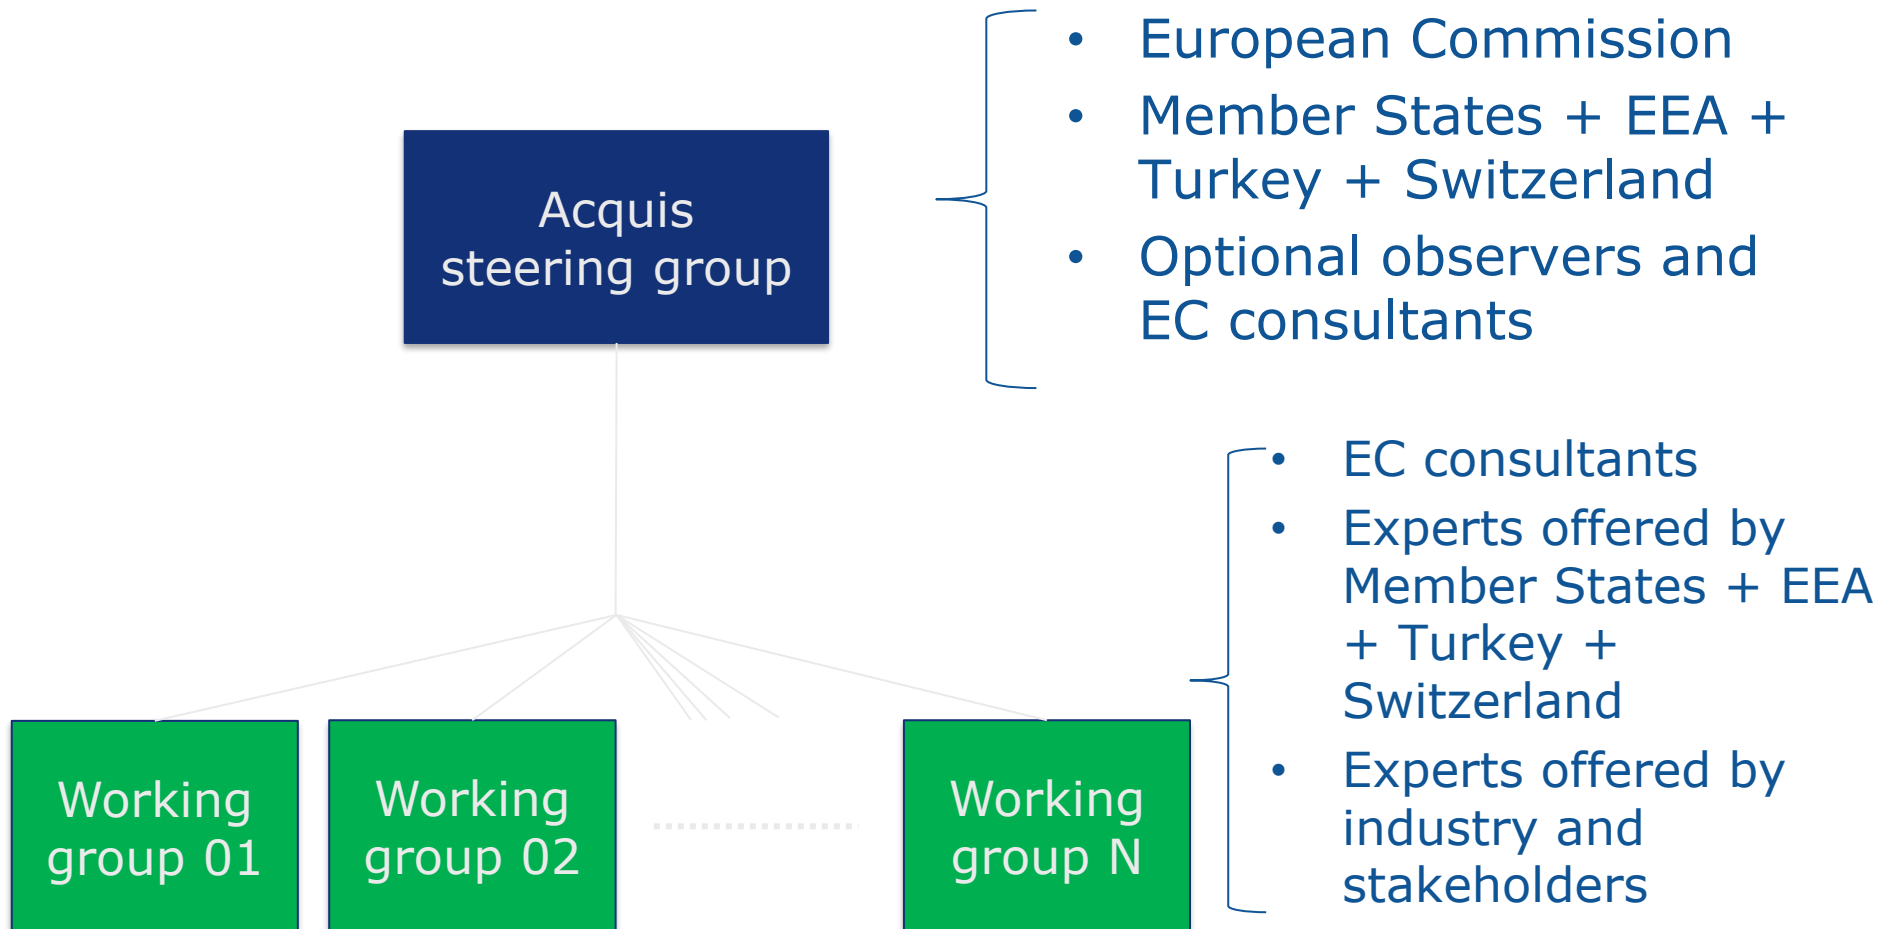 Acquis
steering group
• European Commission
• Member States + EEA +
Turkey + Switzerland
• Optional observers and
EC consultants
Working
group 01
Working
group 02
Working
group N
• EC consultants
• Experts offered by
Member States + EEA
+ Turkey +
Switzerland
• Experts offered by
industry and
stakeholders